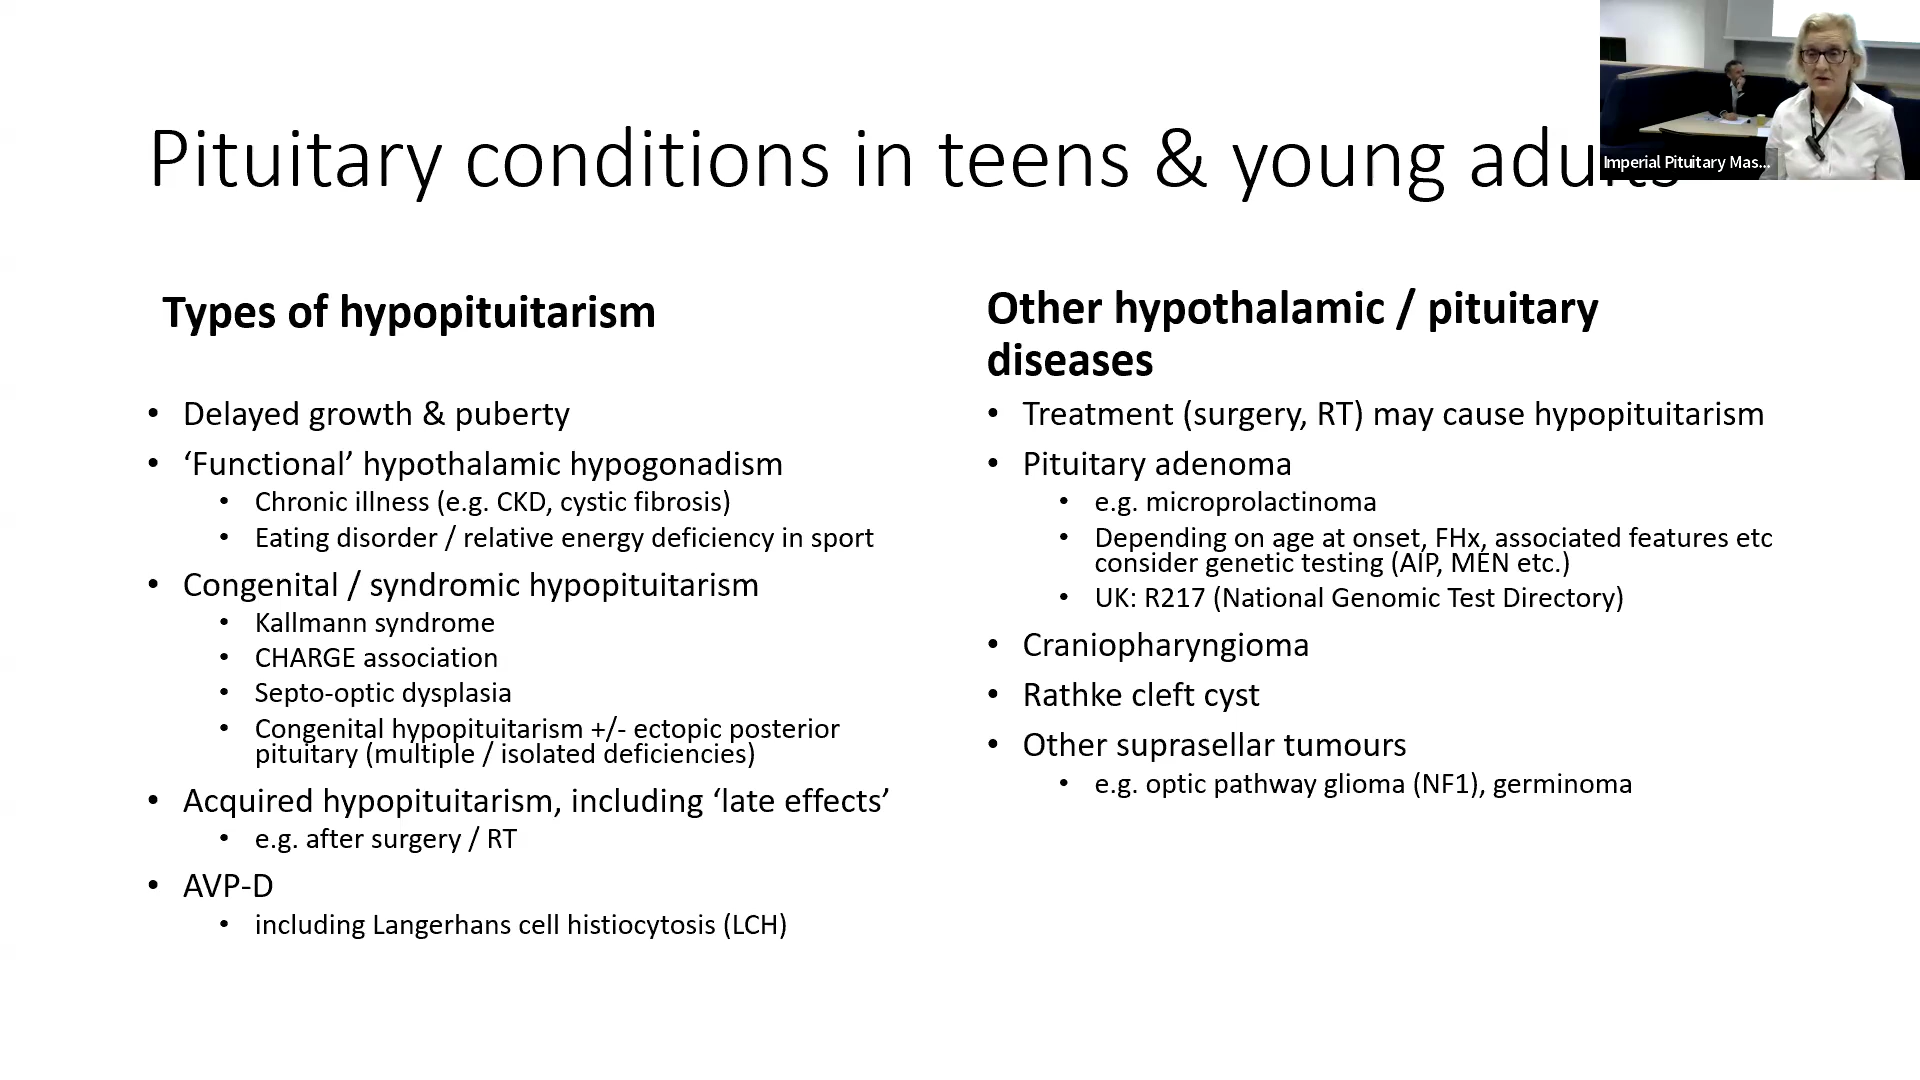 Pituitary conditions in teens & young adults
Imperial Pituitary Mas...
Types of hypopituitarism
• Delayed growth & puberty
• ‘Functional’ hypothalamic hypogonadism
• Chronic illness (e.g. CKD, cystic fibrosis)
• Eating disorder / relative energy deficiency in sport
• Congenital / syndromic hypopituitarism
• Kallmann syndrome
• CHARGE association
• Septo-optic dysplasia
• Congenital hypopituitarism +/- ectopic posterior
pituitary (multiple / isolated deficiencies)
• Acquired hypopituitarism, including ‘late effects’
• e.g. after surgery / RT
• AVP-D
• including Langerhans cell histiocytosis (LCH)
Other hypothalamic / pituitary
diseases
• Treatment (surgery, RT) may cause hypopituitarism
• Pituitary adenoma
• e.g. microprolactinoma
• Depending on age at onset, FHx, associated features etc
consider genetic testing (AIP, MEN etc.)
• UK: R217 (National Genomic Test Directory)
• Craniopharyngioma
• Rathke cleft cyst
• Other suprasellar tumours
• e.g. optic pathway glioma (NF1), germinoma